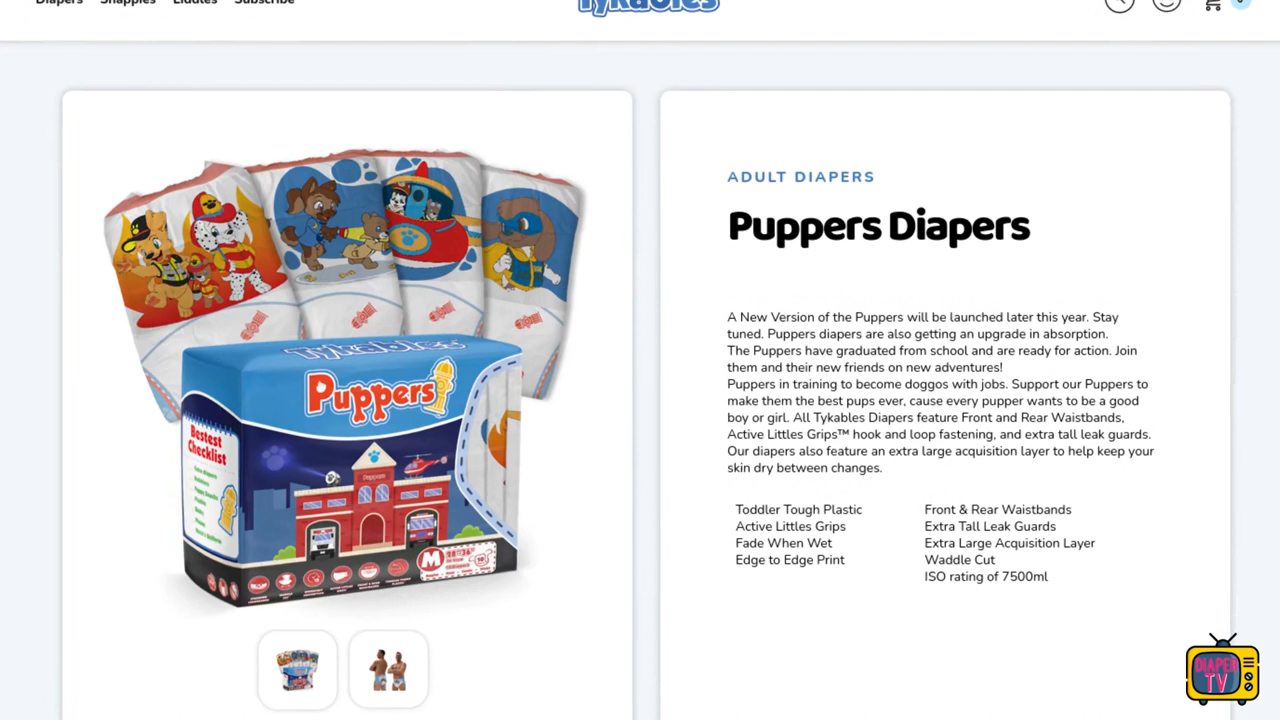 Diapers Snapples Liddles Subscribe
Tykables
ADULT DIAPERS
Puppers Diapers
A New Version of the Puppers will be launched later this year. Stay
tuned. Puppers diapers are also getting an upgrade in absorption.
The Puppers have graduated from school and are ready for action. Join
them and their new friends on new adventures!
Puppers in training to become doggos with jobs. Support our Puppers to
make them the best pups ever, cause every pupper wants to be a good
boy or girl. All Tykables Diapers feature Front and Rear Waistbands,
Active Littles Grips™ hook and loop fastening, and extra tall leak guards.
Our diapers also feature an extra large acquisition layer to help keep your
skin dry between changes.
Toddler Tough Plastic
Active Littles Grips
Fade When Wet
Edge to Edge Print
Front & Rear Waistbands
Extra Tall Leak Guards
Extra Large Acquisition Layer
Waddle Cut
ISO rating of 7500ml
Tykables
Puppers
Bestest
Checklist
Puppers
M
DIAPER
TV